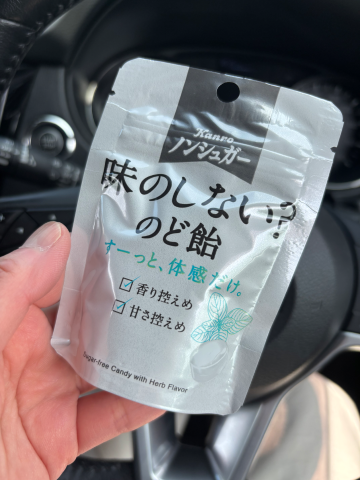 Kanro
ノンシュガー
味のしない?
のど飴
すーっと、体感だけ。
香り控えめ
甘さ控えめ
Sugar-free Candy with Herb Flavor